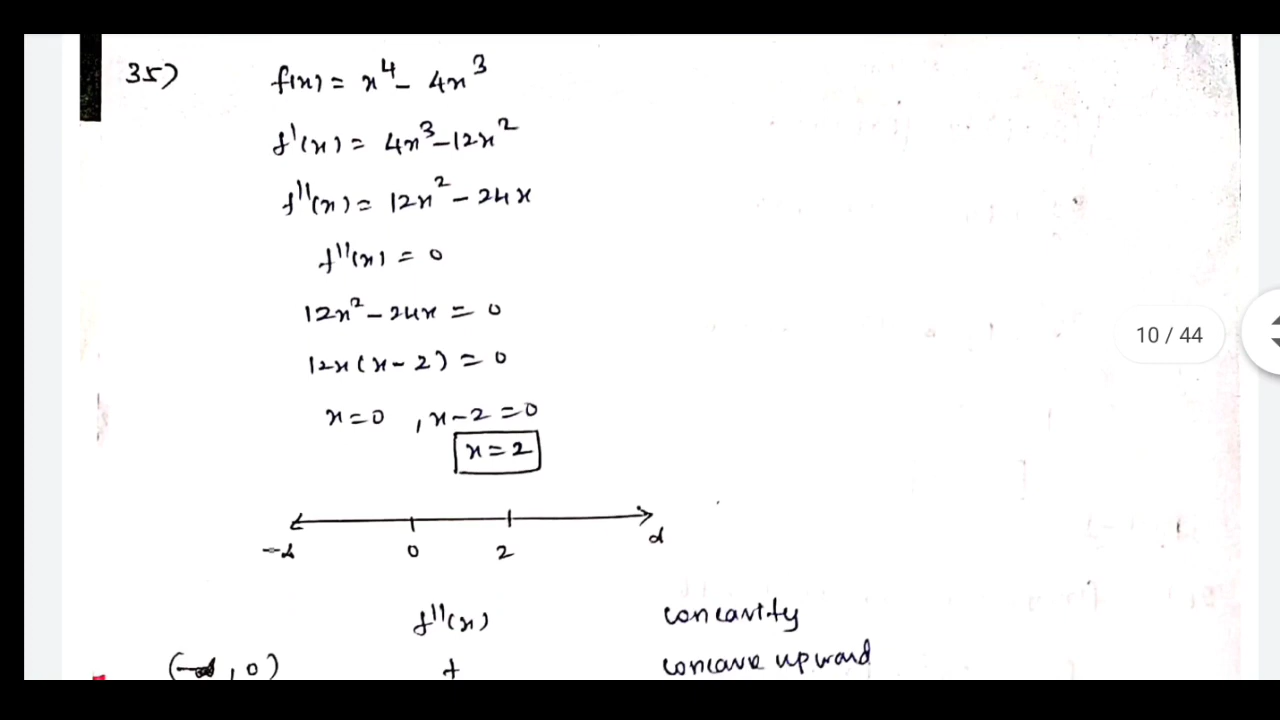 35) f(x) = x⁴ - 4x³
f'(x) = 4x³ - 12x²
f''(x) = 12x² - 24x
f''(x) = 0
12x² - 24x = 0
10 / 44
12x(x - 2) = 0
x = 0 , x - 2 = 0
x = 2
-∞ 0 2 ∞
f''(x) concavity
(-∞, 0) + concave upward